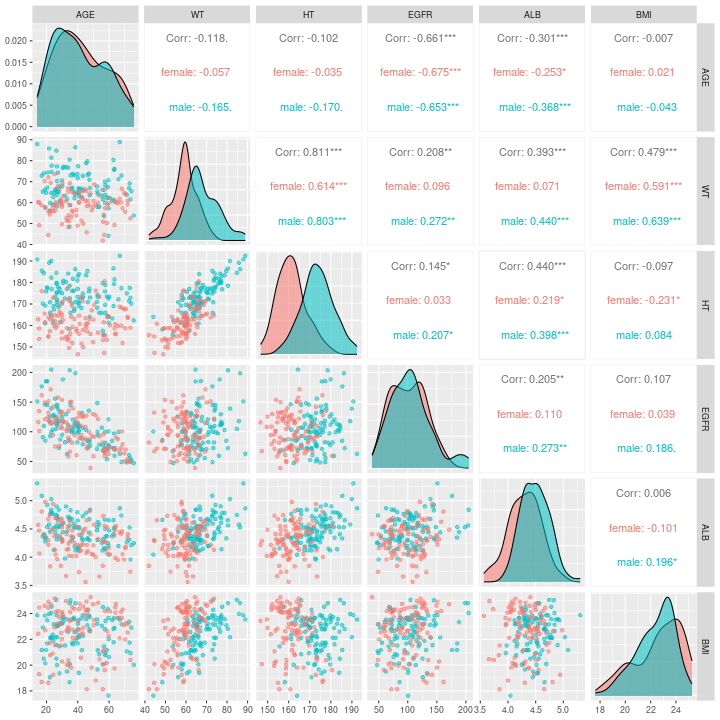 AGE WT HT EGFR ALB BMI
0.020
0.015
0.010
0.005
0.000
Corr: -0.118.
female: -0.057
male: -0.165.
Corr: -0.102
female: -0.035
male: -0.170.
Corr: -0.661***
female: -0.675***
male: -0.653***
Corr: -0.301***
female: -0.253*
male: -0.368***
Corr: -0.007
female: 0.021
male: -0.043
AGE
90
80
70
60
50
40
Corr: 0.811***
female: 0.614***
male: 0.803***
Corr: 0.208**
female: 0.096
male: 0.272**
Corr: 0.393***
female: 0.071
male: 0.440***
Corr: 0.479***
female: 0.591***
male: 0.639***
WT
190
180
170
160
150
Corr: 0.145*
female: 0.033
male: 0.207*
Corr: 0.440***
female: 0.219*
male: 0.398***
Corr: -0.097
female: -0.231*
male: 0.084
HT
200
150
100
50
Corr: 0.205**
female: 0.110
male: 0.273**
Corr: 0.107
female: 0.039
male: 0.186.
EGFR
5.0
4.5
4.0
3.5
Corr: 0.006
female: -0.101
male: 0.196*
ALB
24
22
20
18
BMI
20 40 60
40 50 60 70 80 90
150 160 170 180 190
50 100 150 200
3.5 4.0 4.5 5.0
18 20 22 24